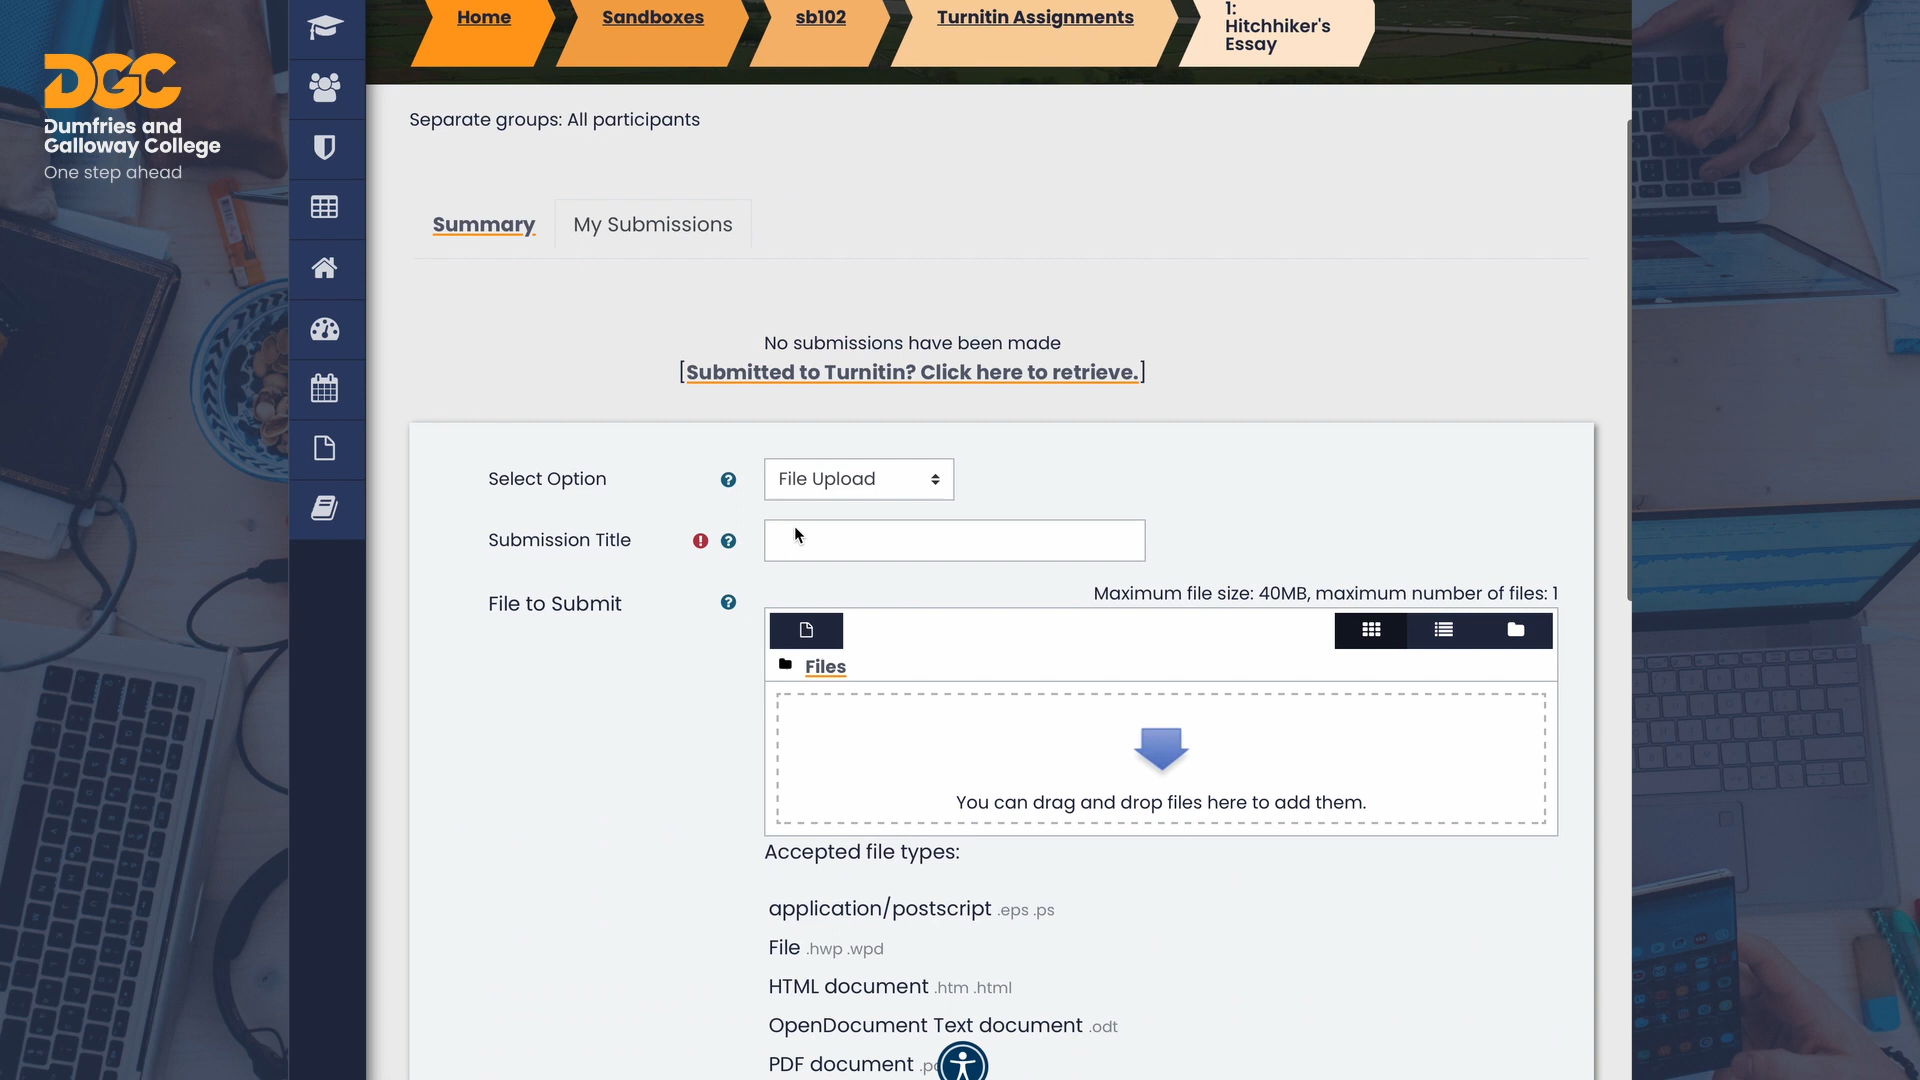 Home
Sandboxes
sb102
Turnitin Assignments
1:
Hitchhiker's
Essay
DGC
Dumfries and
Galloway College
One step ahead
Separate groups: All participants
Summary
My Submissions
No submissions have been made
[Submitted to Turnitin? Click here to retrieve.]
Select Option
? File Upload
Submission Title
! ?
File to Submit
?
Maximum file size: 40MB, maximum number of files: 1
Files
You can drag and drop files here to add them.
Accepted file types:
application/postscript .eps .ps
File .hwp .wpd
HTML document .htm .html
OpenDocument Text document .odt
PDF document